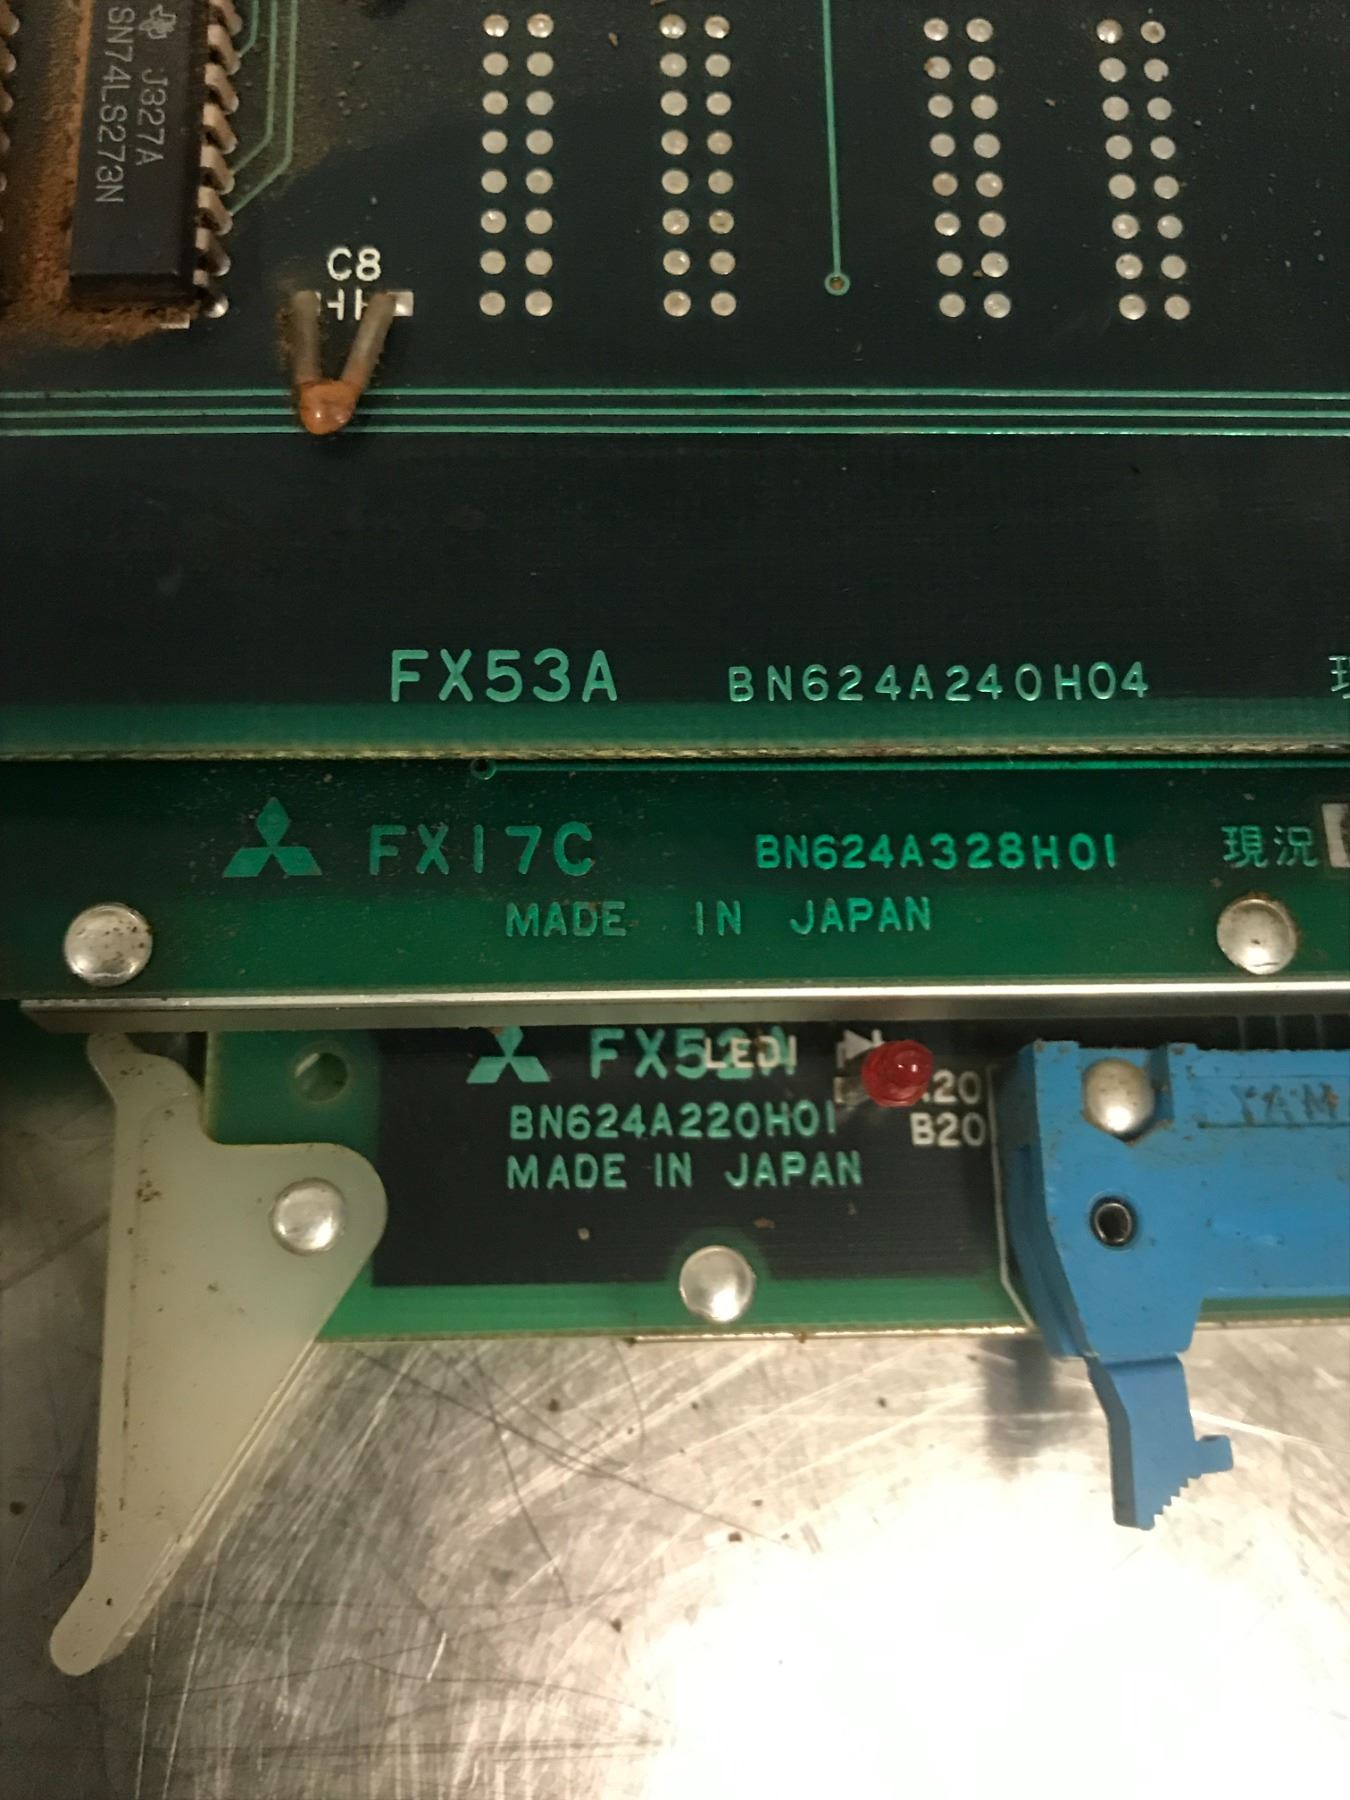 J327A
SN74LS273N
C8
FX53A BN624A240H04
FX17C BN624A328H01 現況
MADE IN JAPAN
LED1
BN624A220H01
MADE IN JAPAN
B20